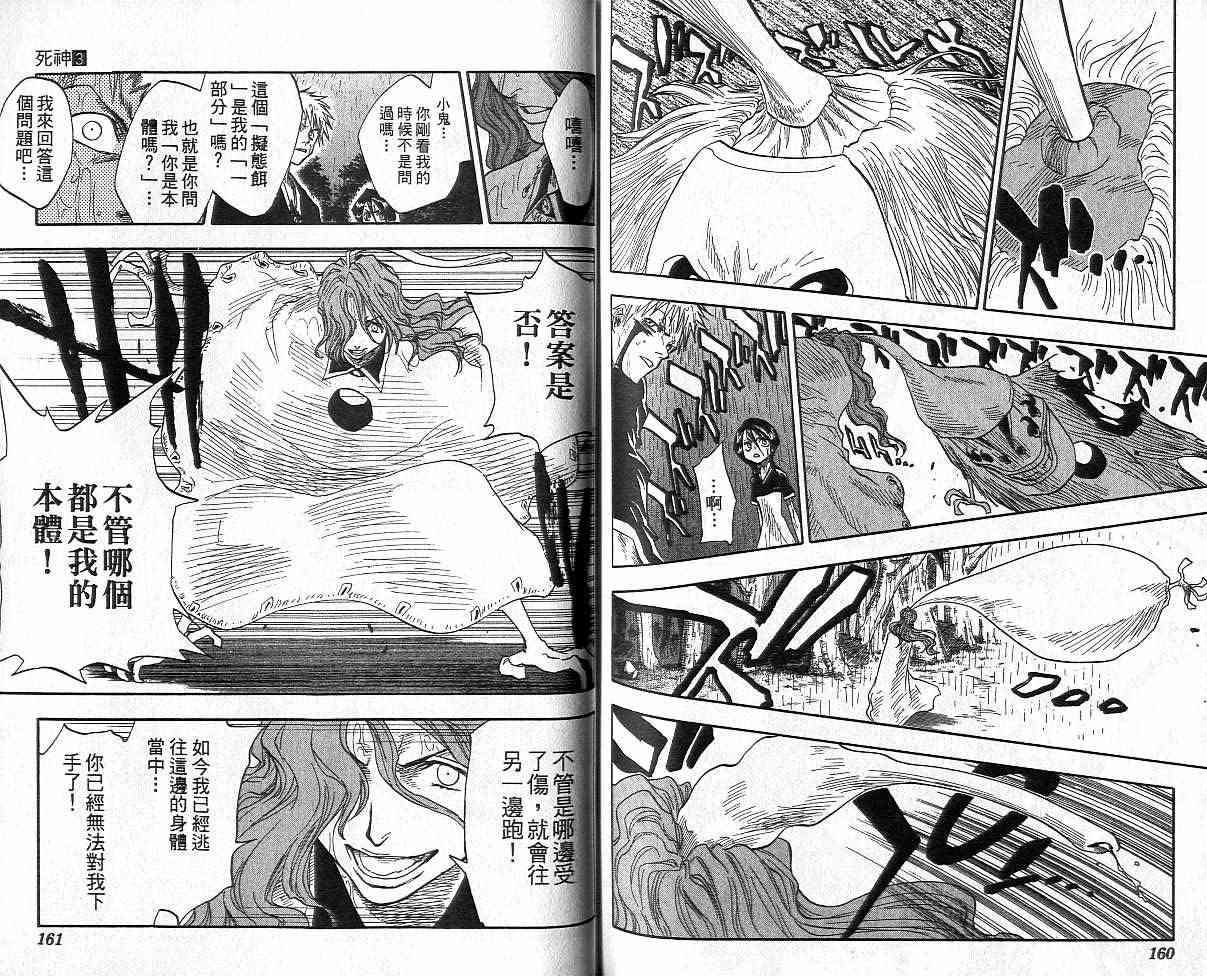 …啊…
160
死神3
嘻嘻…
小鬼…
你剛看我的
時候不是問
過嗎…
這個「擬態餌
」是我的「一
部分」嗎？
也就是你問
我「你是本
體嗎？」…
我來回答這
個問題吧…
答案是
否！
不管哪個
都是我的
本體！
不管是哪邊受
了傷，就會往
另一邊跑！
如今我已經逃
往這邊的身體
當中…
你已經無法對我下
手了！
161